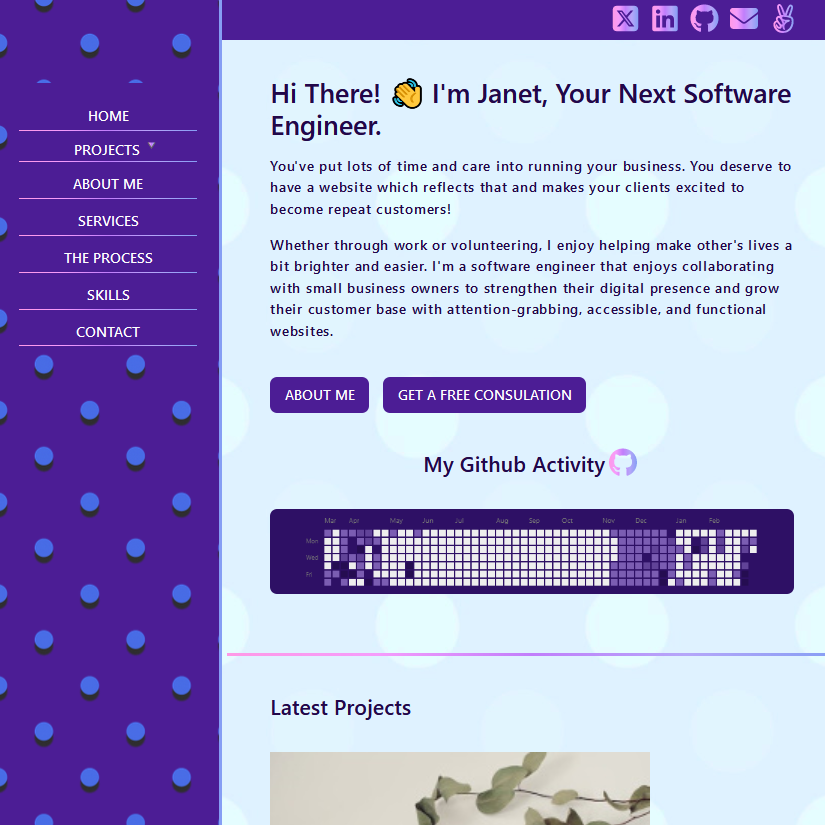 HOME
PROJECTS
ABOUT ME
SERVICES
THE PROCESS
SKILLS
CONTACT
Hi There! 👋 I'm Janet, Your Next Software
Engineer.
You've put lots of time and care into running your business. You deserve to
have a website which reflects that and makes your clients excited to
become repeat customers!
Whether through work or volunteering, I enjoy helping make other's lives a
bit brighter and easier. I'm a software engineer that enjoys collaborating
with small business owners to strengthen their digital presence and grow
their customer base with attention-grabbing, accessible, and functional
websites.
ABOUT ME GET A FREE CONSULATION
My Github Activity
Mar Apr May Jun Jul Aug Sep Oct Nov Dec Jan Feb
Mon
Wed
Fri
Latest Projects